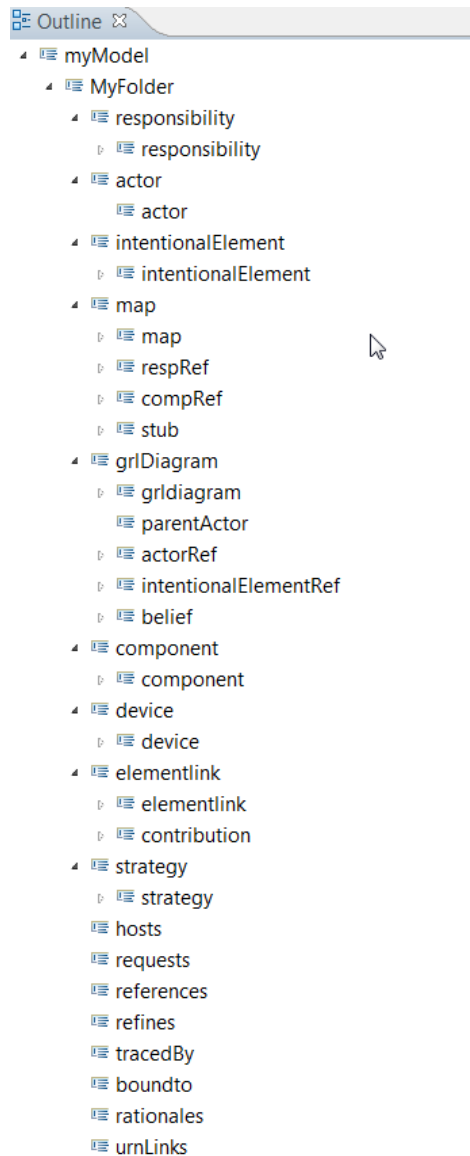 Outline
myModel
MyFolder
responsibility
responsibility
actor
actor
intentionalElement
intentionalElement
map
map
respRef
compRef
stub
grlDiagram
grldiagram
parentActor
actorRef
intentionalElementRef
belief
component
component
device
device
elementlink
elementlink
contribution
strategy
strategy
hosts
requests
references
refines
tracedBy
boundto
rationales
urnLinks